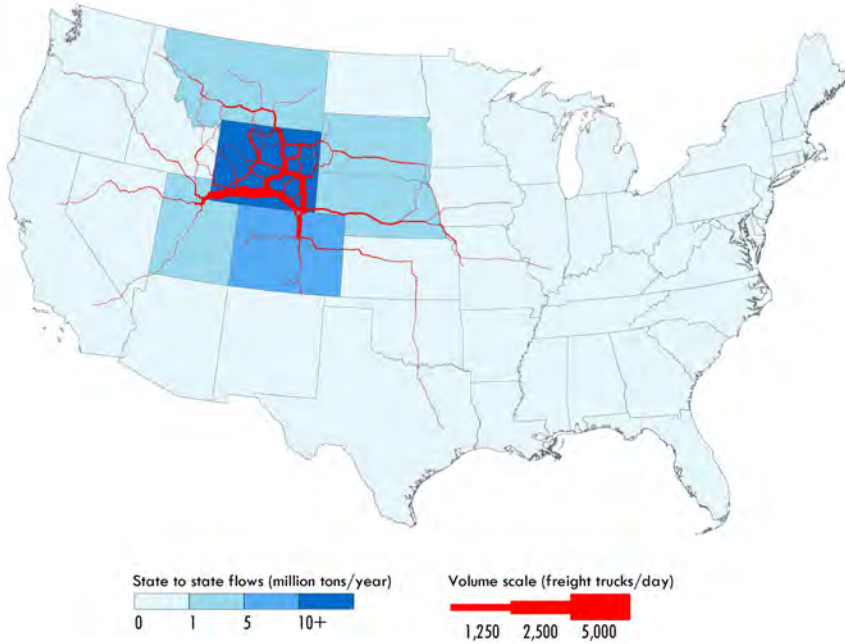 State to state flows (million tons/year)
0 1 5 10+
Volume scale (freight trucks/day)
1,250 2,500 5,000